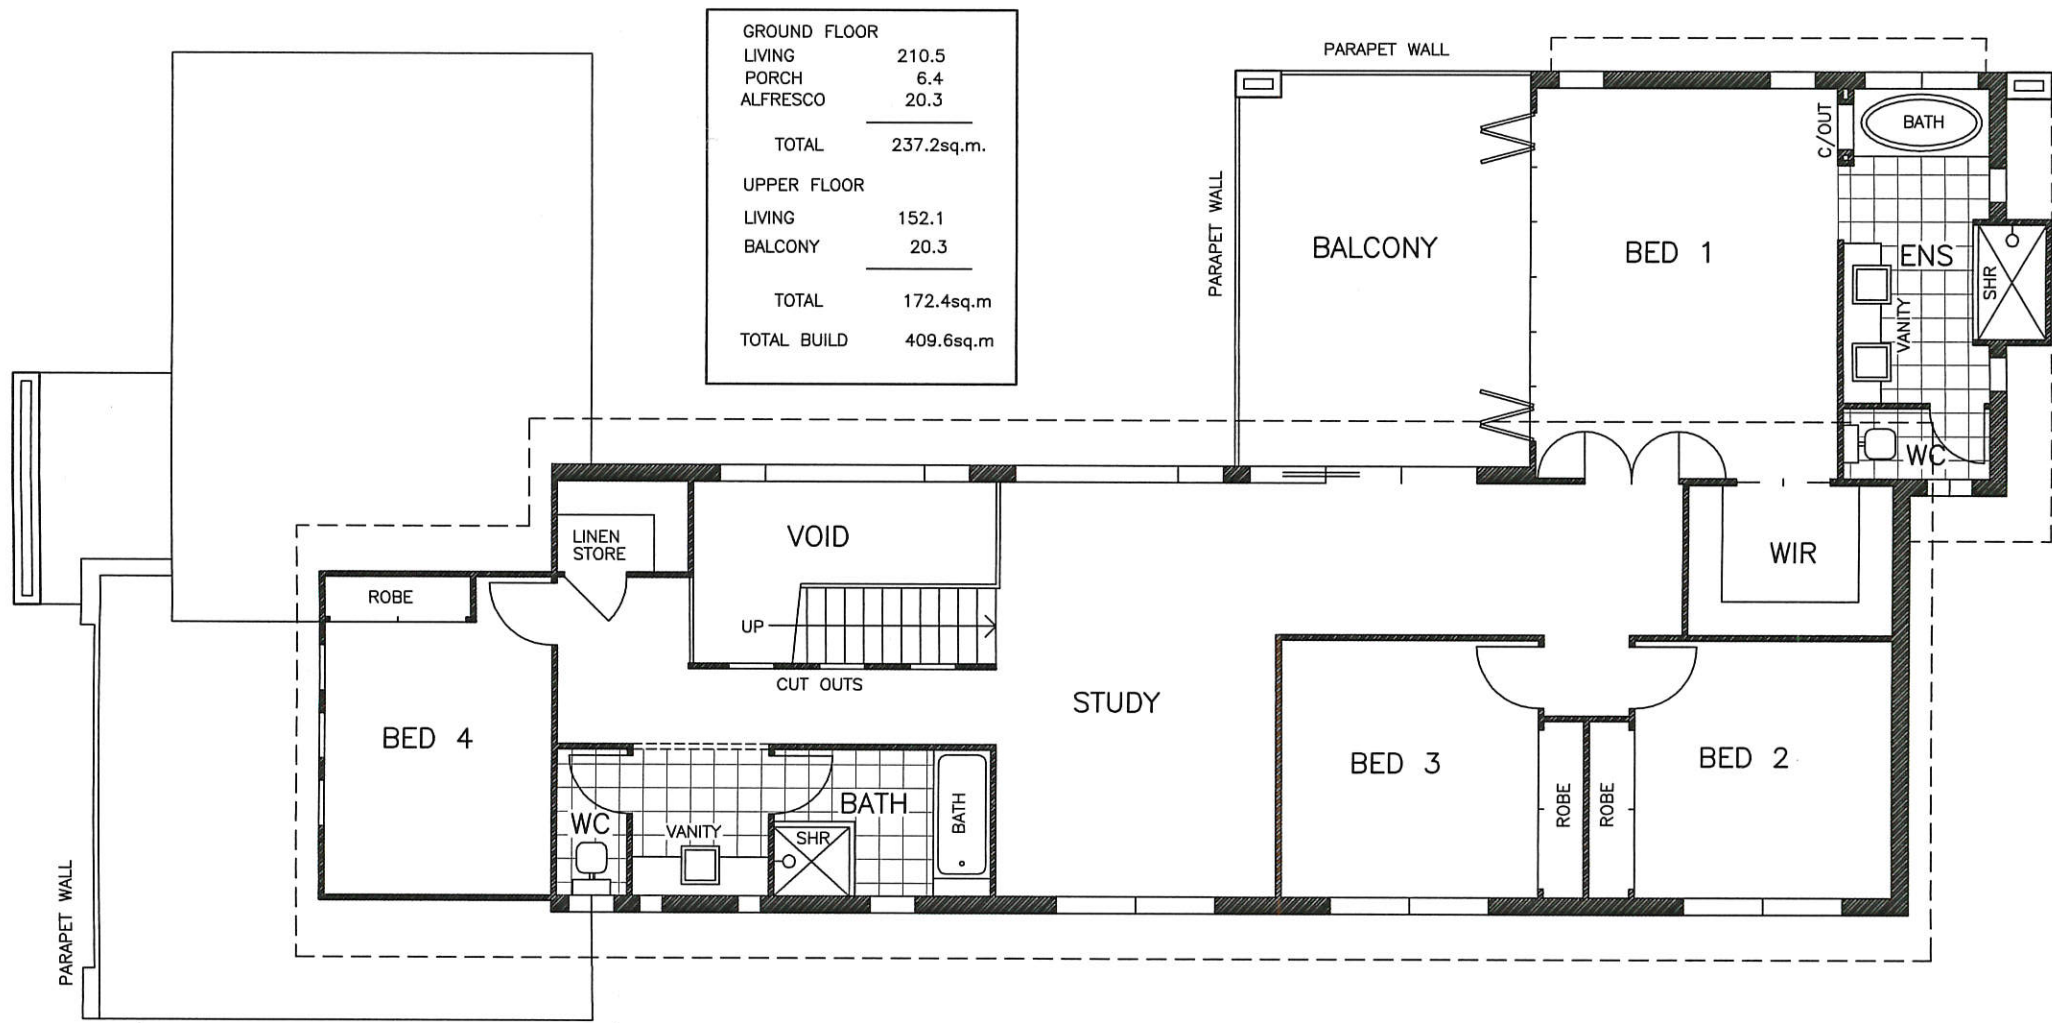 GROUND FLOOR
LIVING 210.5
PORCH 6.4
ALFRESCO 20.3
TOTAL 237.2sq.m.
UPPER FLOOR
LIVING 152.1
BALCONY 20.3
TOTAL 172.4sq.m
TOTAL BUILD 409.6sq.m
PARAPET WALL
PARAPET WALL
BALCONY
BED 1
C/OUT
BATH
ENS
SHR
VANITY
WC
WIR
LINEN
STORE
VOID
ROBE
UP
CUT OUTS
STUDY
BED 4
BED 3
ROBE
ROBE
BED 2
WC
VANITY
SHR
BATH
BATH
PARAPET WALL